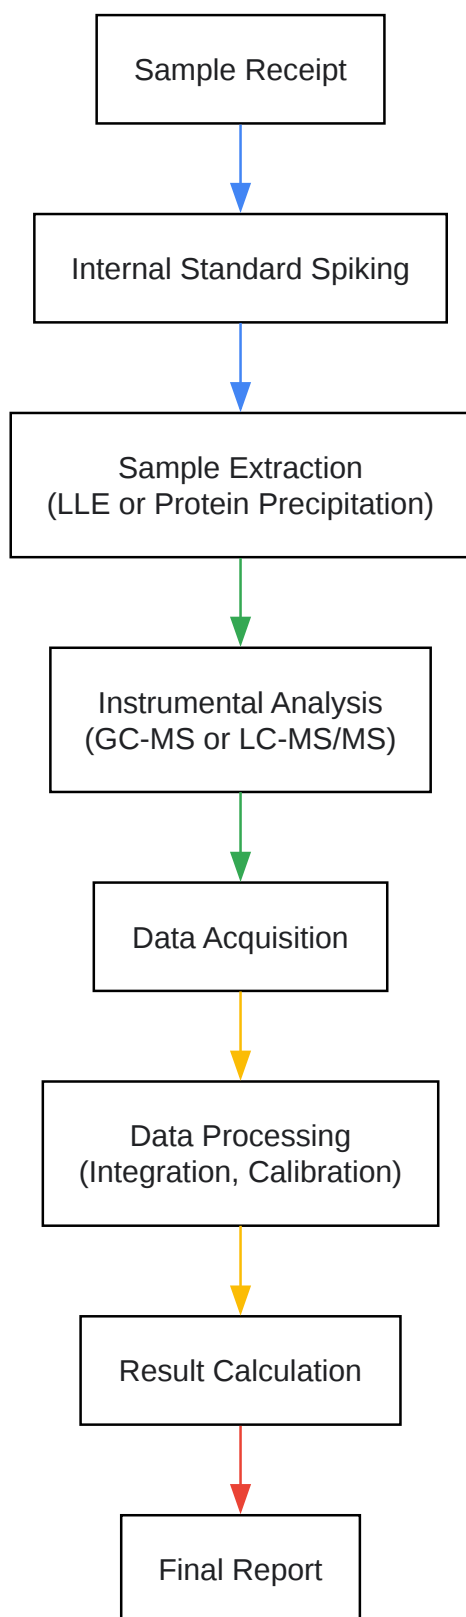 Sample Receipt
Internal Standard Spiking
Sample Extraction
(LLE or Protein Precipitation)
Instrumental Analysis
(GC-MS or LC-MS/MS)
Data Acquisition
Data Processing
(Integration, Calibration)
Result Calculation
Final Report